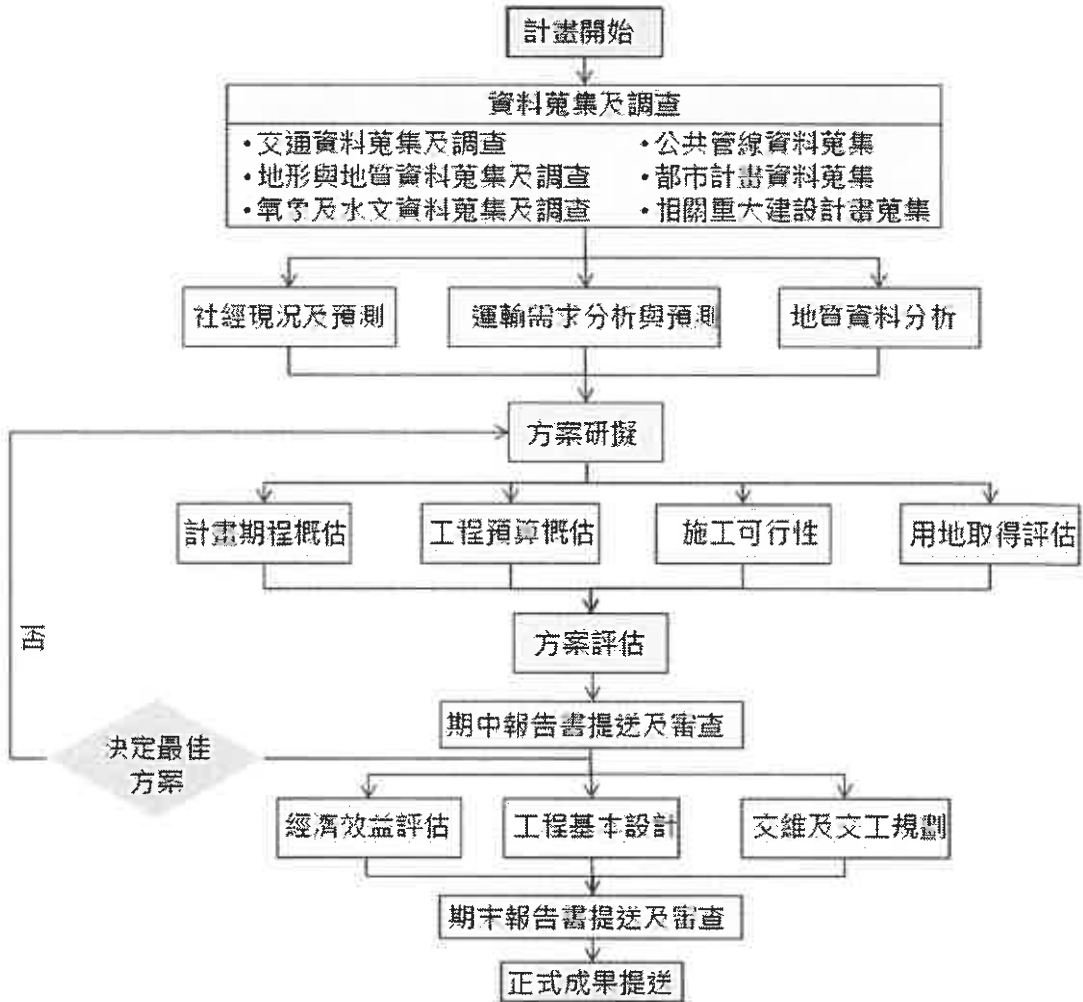 計畫開始
資料蒐集及調查
•交通資料蒐集及調查
•公共管線資料蒐集
•地形與地質資料蒐集及調查
•都市計畫資料蒐集
•氣象及水文資料蒐集及調查
•相關重大建設計畫蒐集
社經現況及預測
運輸需求分析與預測
地質資料分析
方案研擬
計畫期程概估
工程預算概估
施工可行性
用地取得評估
方案評估
否
期中報告書提送及審查
決定最佳
方案
經濟效益評估
工程基本設計
交維及交工規劃
期末報告書提送及審查
正式成果提送